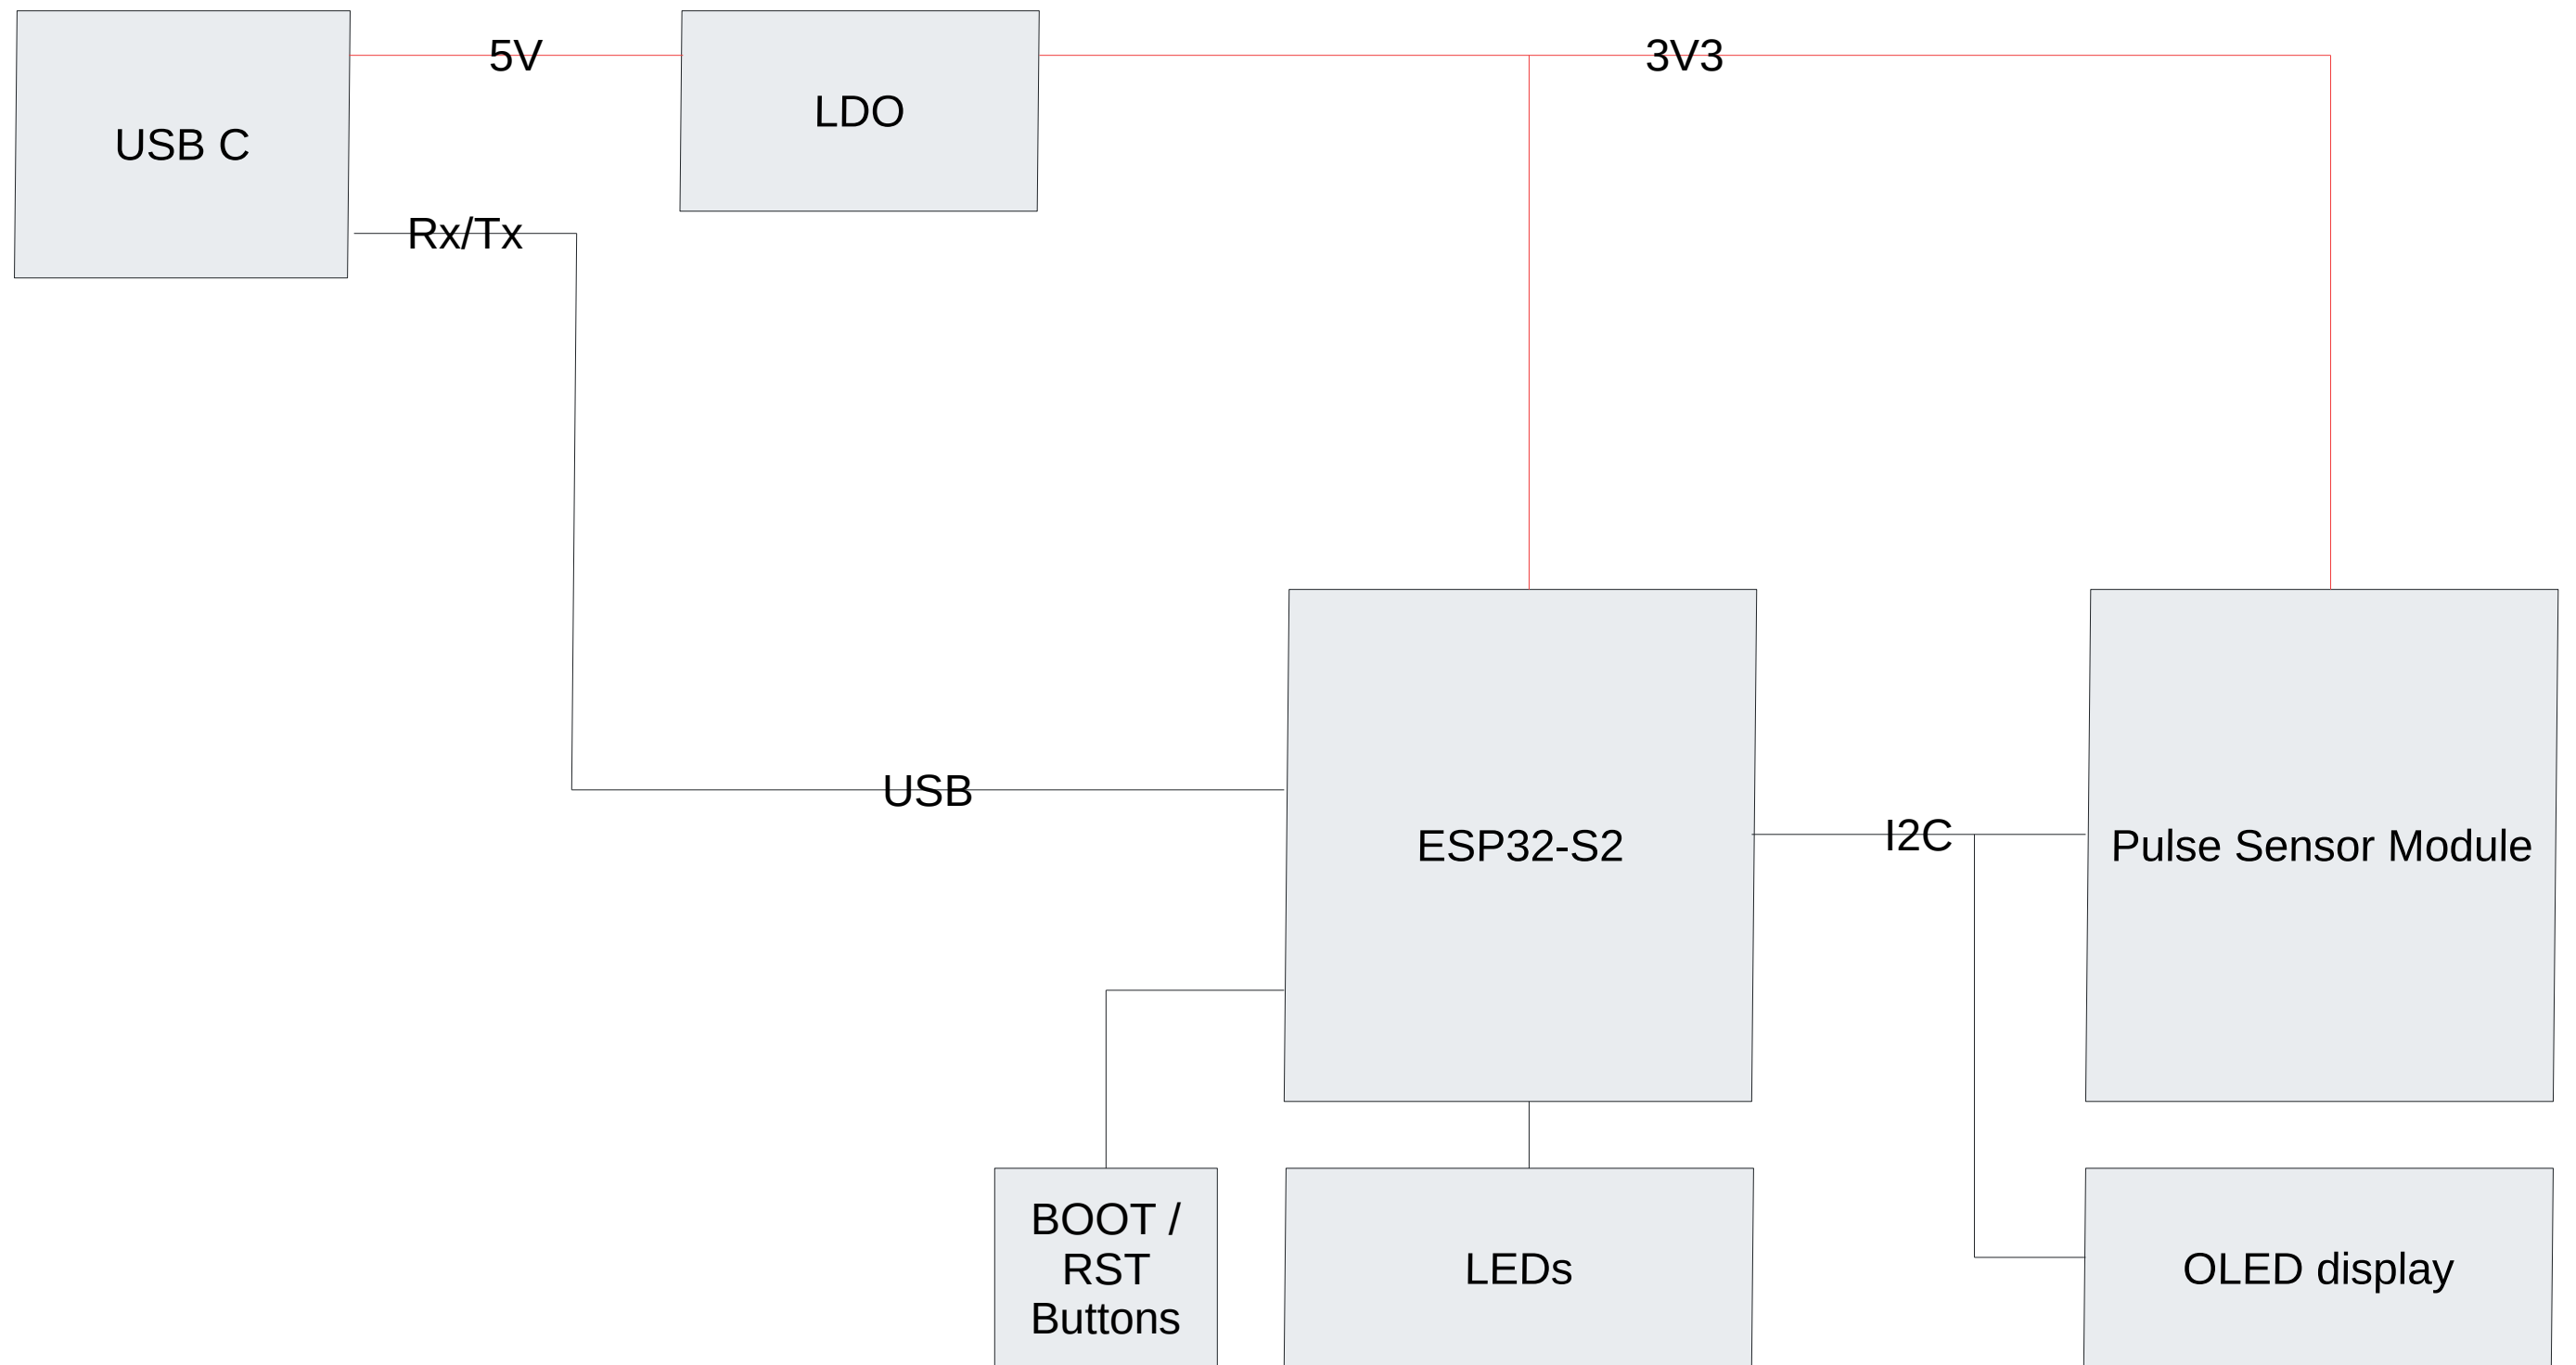 5V
3V3
LDO
USB C
Rx/Tx
USB
I2C
ESP32-S2
Pulse Sensor Module
BOOT /
RST
Buttons
LEDs
OLED display